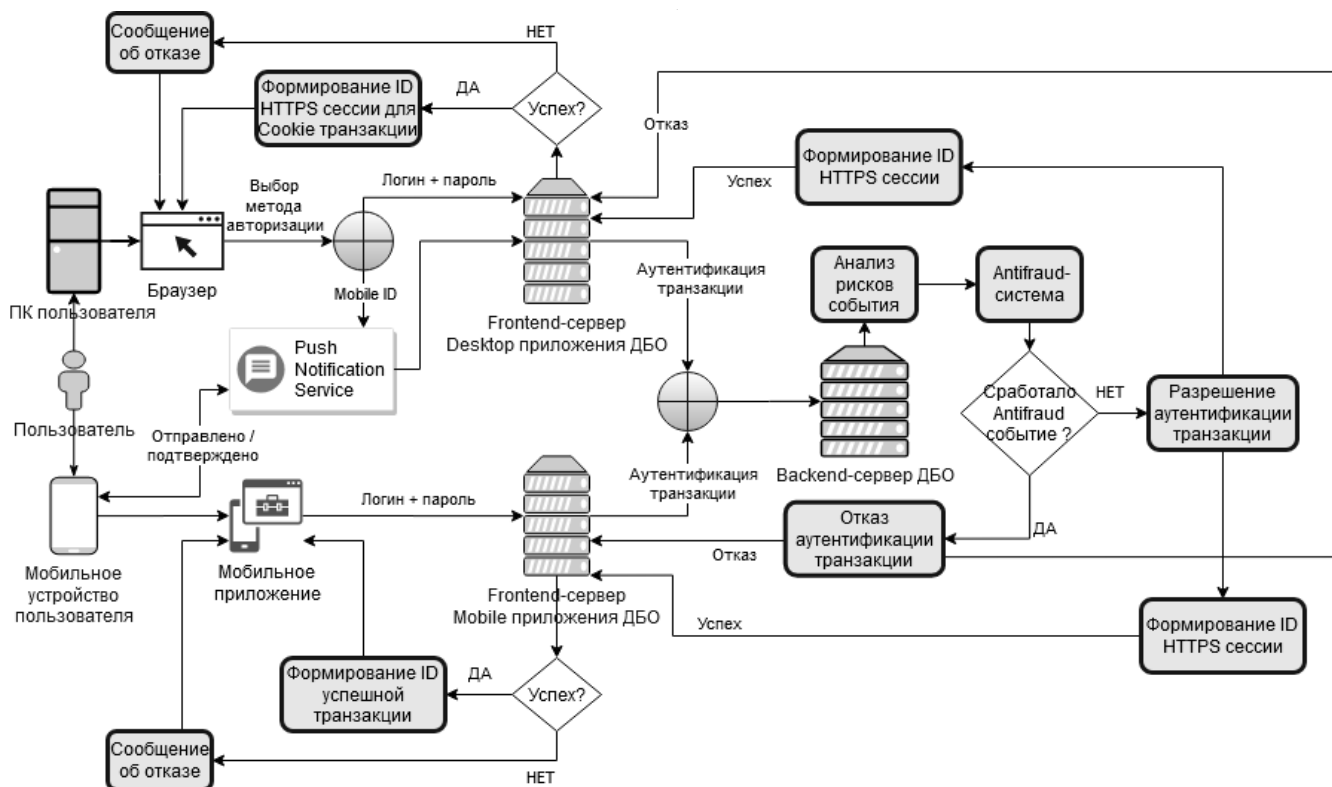 Сообщение
об отказе
НЕТ
Формирование ID
HTTPS сессии для
Cookie транзакции
ДА
Успех?
Отказ
Формирование ID
HTTPS сессии
Успех
Выбор
метода
авторизации
Логин + пароль
Браузер
ПК пользователя
Mobile ID
Аутентификация
транзакции
Анализ
рисков
события
Antifraud-
система
Frontend-сервер
Desktop приложения ДБО
Push
Notification
Service
Пользователь
Сработало
Antifraud
событие ?
НЕТ
Разрешение
аутентификации
транзакции
Отправлено /
подтверждено
Аутентификация
транзакции
Backend-сервер ДБО
Логин + пароль
ДА
Отказ
аутентификации
транзакции
Отказ
Мобильное
устройство
пользователя
Мобильное
приложение
Frontend-сервер
Mobile приложения ДБО
Успех
Формирование ID
HTTPS сессии
Формирование ID
успешной
транзакции
ДА
Успех?
Сообщение
об отказе
НЕТ